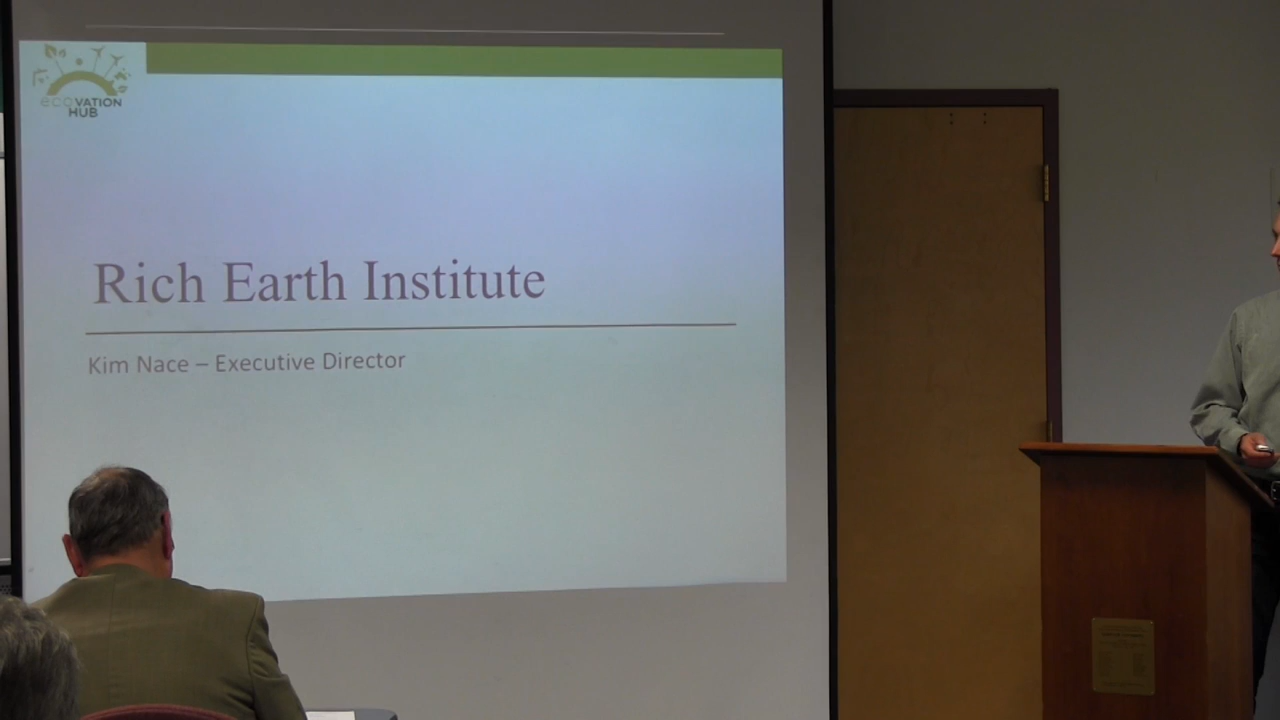 ecoVATION
HUB
Rich Earth Institute
Kim Nace – Executive Director